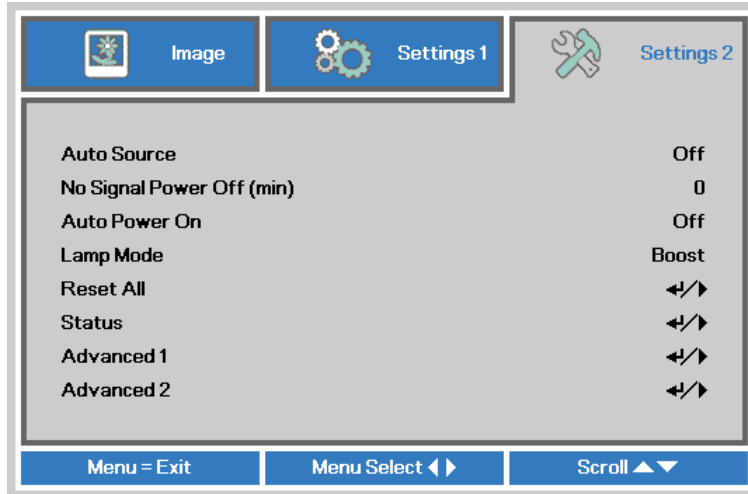 Image Settings 1 Settings 2
Auto Source Off
No Signal Power Off (min) 0
Auto Power On Off
Lamp Mode Boost
Reset All ↵/▶
Status ↵/▶
Advanced 1 ↵/▶
Advanced 2 ↵/▶
Menu = Exit Menu Select ◀ ▶ Scroll ▲▼